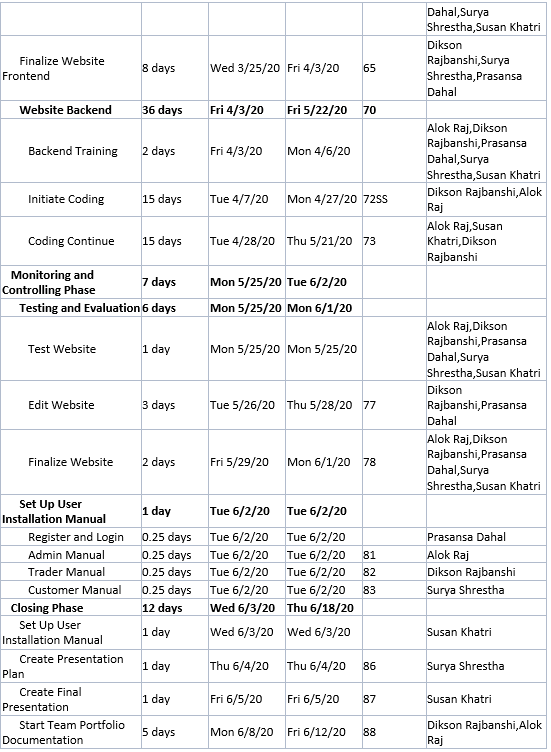 Dahal,Surya
Shrestha,Susan Khatri
Finalize Website
Frontend
8 days
Wed 3/25/20
Fri 4/3/20
65
Dikson
Rajbanshi,Surya
Shrestha,Prasansa
Dahal
Website Backend
36 days
Fri 4/3/20
Fri 5/22/20
70
Backend Training
2 days
Fri 4/3/20
Mon 4/6/20
Alok Raj,Dikson
Rajbanshi,Prasansa
Dahal,Surya
Shrestha,Susan Khatri
Initiate Coding
15 days
Tue 4/7/20
Mon 4/27/20
72SS
Dikson Rajbanshi,Alok
Raj
Coding Continue
15 days
Tue 4/28/20
Thu 5/21/20
73
Alok Raj,Susan
Khatri,Dikson
Rajbanshi
Monitoring and
Controlling Phase
7 days
Mon 5/25/20
Tue 6/2/20
Testing and Evaluation
6 days
Mon 5/25/20
Mon 6/1/20
Test Website
1 day
Mon 5/25/20
Mon 5/25/20
Alok Raj,Dikson
Rajbanshi,Prasansa
Dahal,Surya
Shrestha,Susan Khatri
Edit Website
3 days
Tue 5/26/20
Thu 5/28/20
77
Dikson
Rajbanshi,Prasansa
Dahal
Finalize Website
2 days
Fri 5/29/20
Mon 6/1/20
78
Alok Raj,Dikson
Rajbanshi,Prasansa
Dahal,Surya
Shrestha,Susan Khatri
Set Up User
Installation Manual
1 day
Tue 6/2/20
Tue 6/2/20
Register and Login
0.25 days
Tue 6/2/20
Tue 6/2/20
Prasansa Dahal
Admin Manual
0.25 days
Tue 6/2/20
Tue 6/2/20
81
Alok Raj
Trader Manual
0.25 days
Tue 6/2/20
Tue 6/2/20
82
Dikson Rajbanshi
Customer Manual
0.25 days
Tue 6/2/20
Tue 6/2/20
83
Surya Shrestha
Closing Phase
12 days
Wed 6/3/20
Thu 6/18/20
Set Up User
Installation Manual
1 day
Wed 6/3/20
Wed 6/3/20
Susan Khatri
Create Presentation
Plan
1 day
Thu 6/4/20
Thu 6/4/20
86
Surya Shrestha
Create Final
Presentation
1 day
Fri 6/5/20
Fri 6/5/20
87
Susan Khatri
Start Team Portfolio
Documentation
5 days
Mon 6/8/20
Fri 6/12/20
88
Dikson Rajbanshi,Alok
Raj